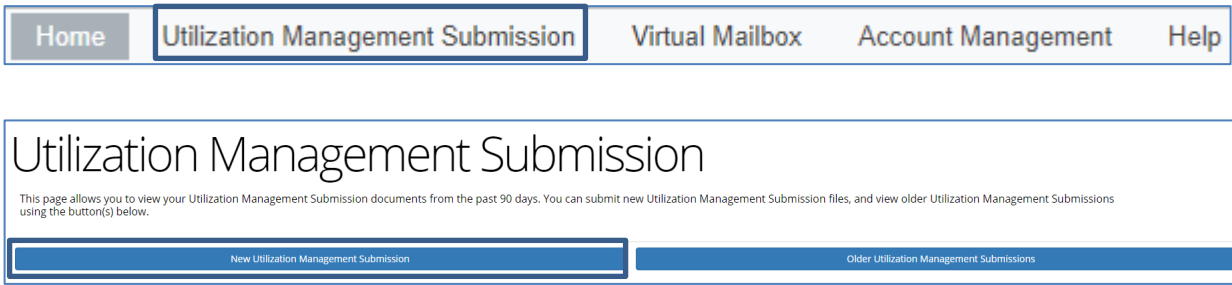 Home Utilization Management Submission Virtual Mailbox Account Management Help
Utilization Management Submission
This page allows you to view your Utilization Management Submission documents from the past 90 days. You can submit new Utilization Management Submission files, and view older Utilization Management Submissions
using the button(s) below.
New Utilization Management Submission Older Utilization Management Submissions